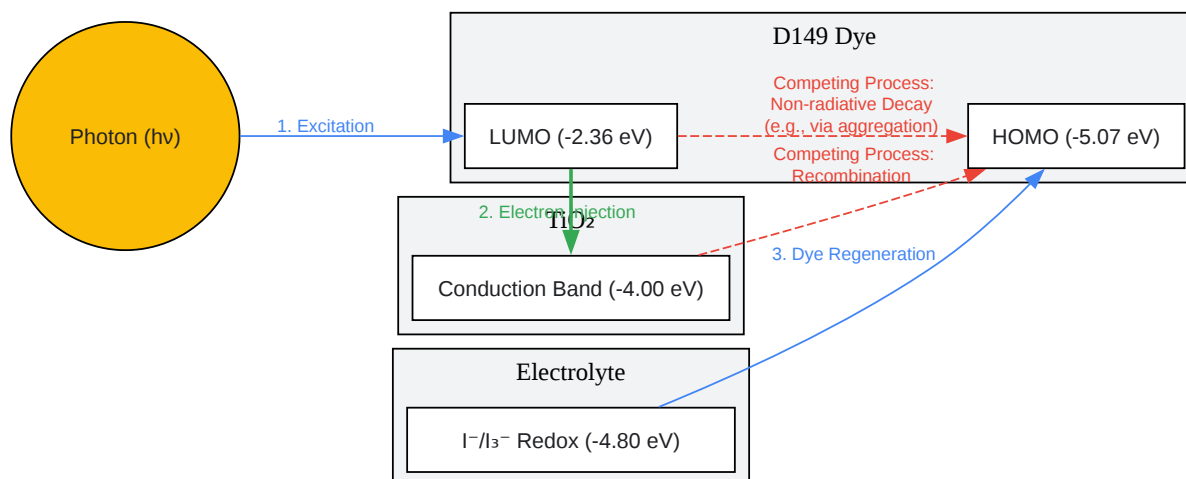 D149 Dye
Competing Process:
Non-radiative Decay
(e.g., via aggregation)
Photon (hν)
1. Excitation
LUMO (-2.36 eV)
HOMO (-5.07 eV)
Competing Process:
Recombination
2. Electron Injection
TiO₂
3. Dye Regeneration
Conduction Band (-4.00 eV)
Electrolyte
I⁻/I₃⁻ Redox (-4.80 eV)